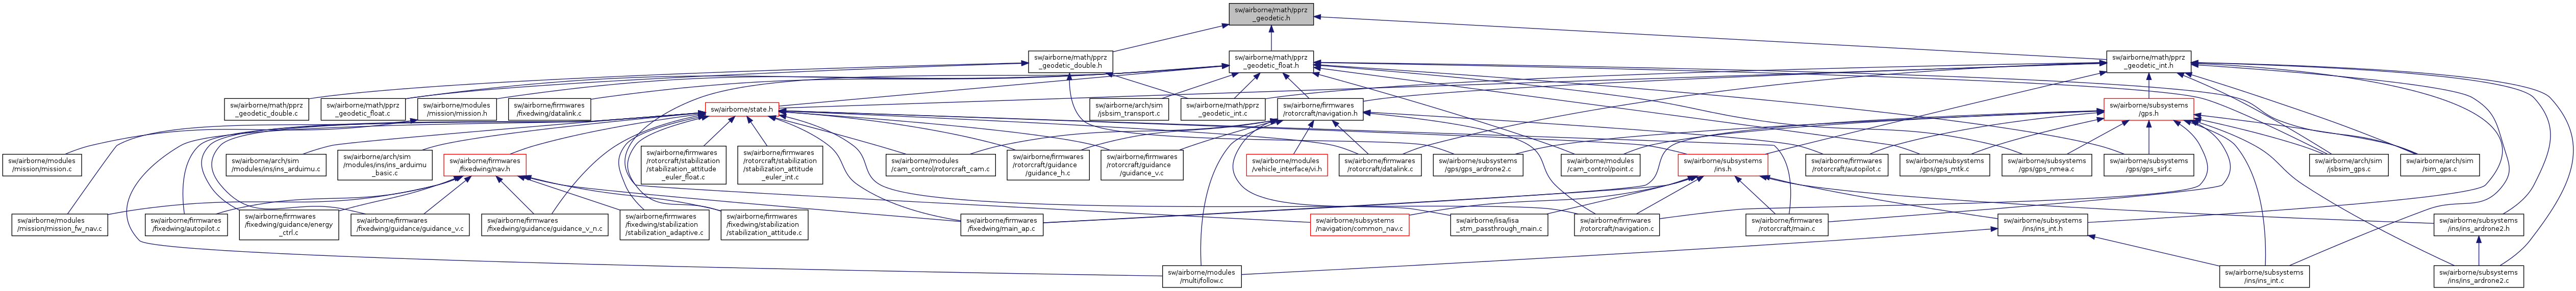 sw/airborne/math/pprz
_geodetic.h
sw/airborne/math/pprz
_geodetic_double.h
sw/airborne/math/pprz
_geodetic_float.h
sw/airborne/math/pprz
_geodetic_int.h
sw/airborne/math/pprz
_geodetic_double.c
sw/airborne/math/pprz
_geodetic_float.c
sw/airborne/modules
/mission/mission.h
sw/airborne/firmwares
/fixedwing/datalink.c
sw/airborne/state.h
sw/airborne/arch/sim
/jsbsim_transport.c
sw/airborne/math/pprz
_geodetic_int.c
sw/airborne/firmwares
/rotorcraft/navigation.h
sw/airborne/subsystems
/gps.h
sw/airborne/modules
/mission/mission.c
sw/airborne/arch/sim
/modules/ins/ins_arduimu.c
sw/airborne/arch/sim
/modules/ins/ins_arduimu
_basic.c
sw/airborne/firmwares
/fixedwing/nav.h
sw/airborne/firmwares
/rotorcraft/stabilization
/stabilization_attitude
_euler_float.c
sw/airborne/firmwares
/rotorcraft/stabilization
/stabilization_attitude
_euler_int.c
sw/airborne/modules
/cam_control/rotorcraft_cam.c
sw/airborne/firmwares
/rotorcraft/guidance
/guidance_h.c
sw/airborne/firmwares
/rotorcraft/guidance
/guidance_v.c
sw/airborne/modules
/vehicle_interface/vi.h
sw/airborne/firmwares
/rotorcraft/datalink.c
sw/airborne/subsystems
/gps/gps_ardrone2.c
sw/airborne/modules
/cam_control/point.c
sw/airborne/subsystems
/ins.h
sw/airborne/firmwares
/rotorcraft/autopilot.c
sw/airborne/subsystems
/gps/gps_mtk.c
sw/airborne/subsystems
/gps/gps_nmea.c
sw/airborne/subsystems
/gps/gps_sirf.c
sw/airborne/arch/sim
/jsbsim_gps.c
sw/airborne/arch/sim
/sim_gps.c
sw/airborne/modules
/mission/mission_fw_nav.c
sw/airborne/firmwares
/fixedwing/autopilot.c
sw/airborne/firmwares
/fixedwing/guidance/energy
_ctrl.c
sw/airborne/firmwares
/fixedwing/guidance/guidance_v.c
sw/airborne/firmwares
/fixedwing/guidance/guidance_v_n.c
sw/airborne/firmwares
/fixedwing/stabilization
/stabilization_adaptive.c
sw/airborne/firmwares
/fixedwing/stabilization
/stabilization_attitude.c
sw/airborne/firmwares
/fixedwing/main_ap.c
sw/airborne/subsystems
/navigation/common_nav.c
sw/airborne/lisa/lisa
_stm_passthrough_main.c
sw/airborne/firmwares
/rotorcraft/navigation.c
sw/airborne/firmwares
/rotorcraft/main.c
sw/airborne/subsystems
/ins/ins_int.h
sw/airborne/subsystems
/ins/ins_ardrone2.h
sw/airborne/modules
/multi/follow.c
sw/airborne/subsystems
/ins/ins_int.c
sw/airborne/subsystems
/ins/ins_ardrone2.c